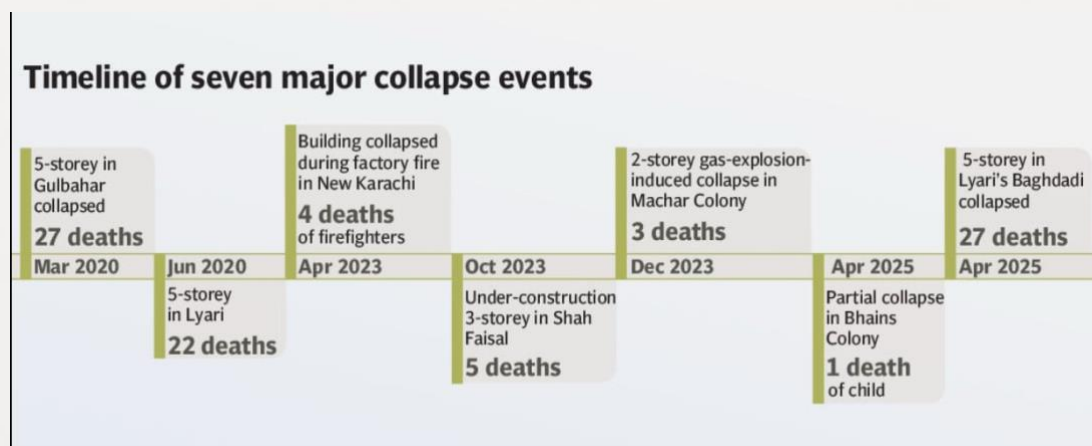 Timeline of seven major collapse events
5-storey in
Gulbahar
collapsed
27 deaths
Mar 2020
Jun 2020
5-storey
in Lyari
22 deaths
Building collapsed
during factory fire
in New Karachi
4 deaths
of firefighters
Apr 2023
Oct 2023
Under-construction
3-storey in Shah
Faisal
5 deaths
2-storey gas-explosion-
induced collapse in
Machar Colony
3 deaths
Dec 2023
Apr 2025
Partial collapse
in Bhains
Colony
1 death
of child
5-storey in
Lyari's Baghdadi
collapsed
27 deaths
Apr 2025